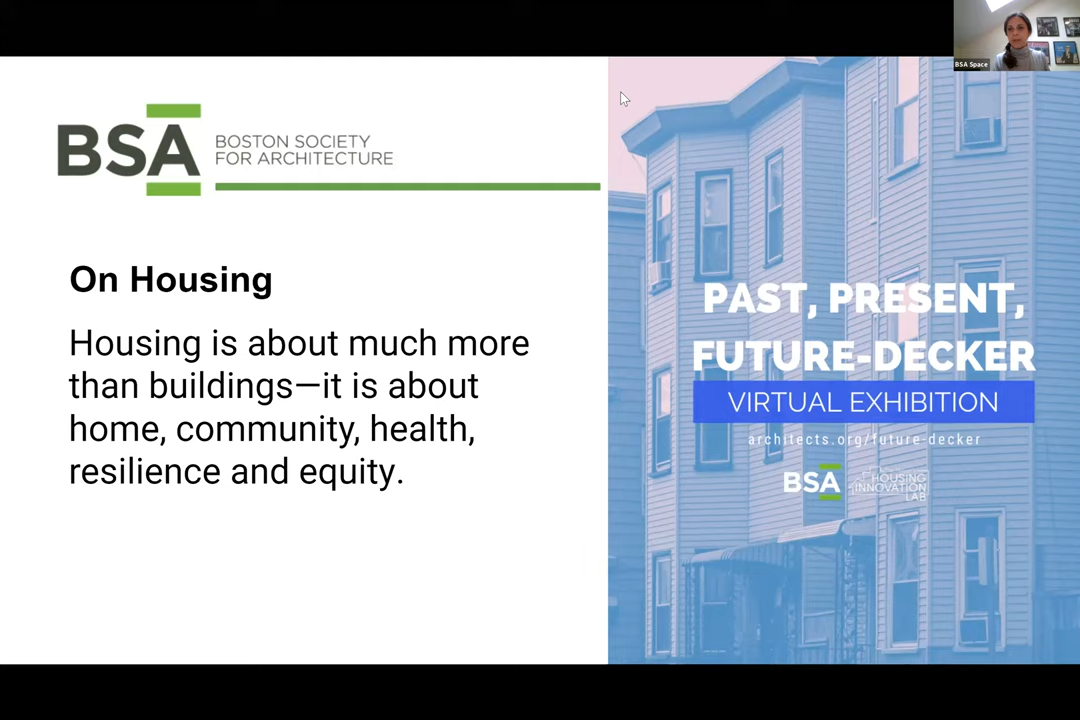 BSA Space
BSA
BOSTON SOCIETY
FOR ARCHITECTURE
On Housing
Housing is about much more
than buildings—it is about
home, community, health,
resilience and equity.
PAST, PRESENT,
FUTURE-DECKER
VIRTUAL EXHIBITION
architects.org/future-decker
BSA
HOUSING
INNOVATION
LAB